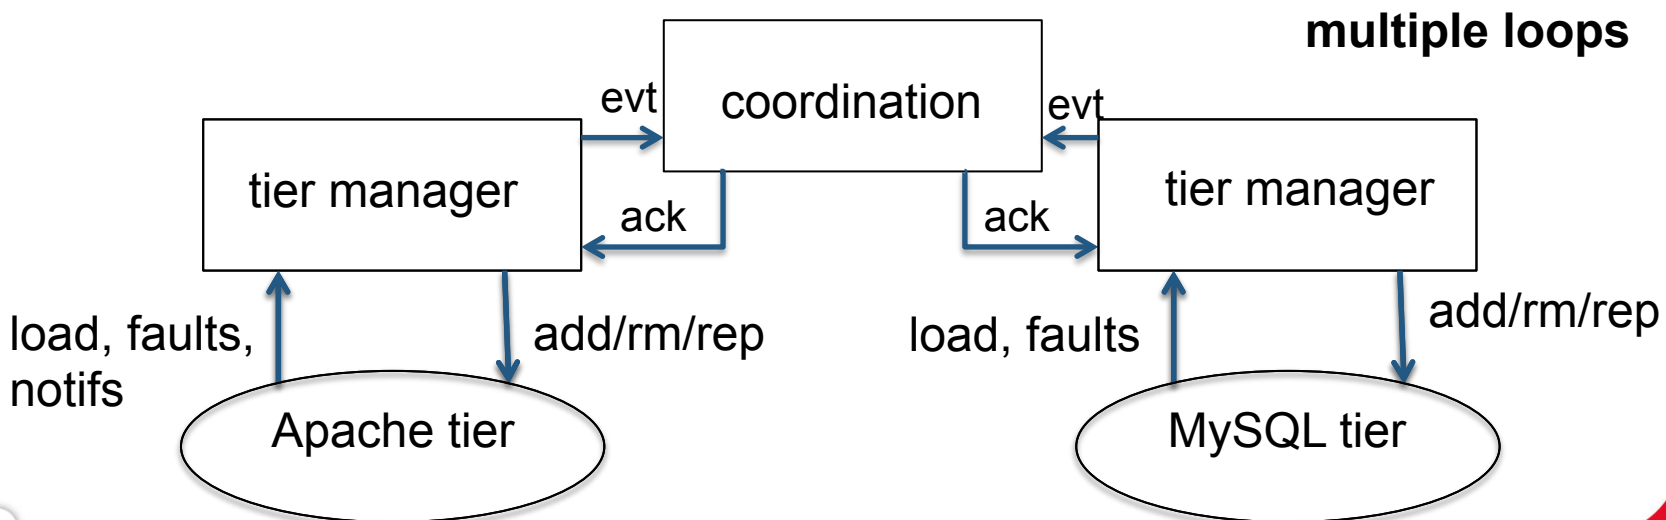 multiple loops
evt
coordination
evt
tier manager
tier manager
ack
ack
load, faults,
notifs
add/rm/rep
load, faults
add/rm/rep
Apache tier
MySQL tier